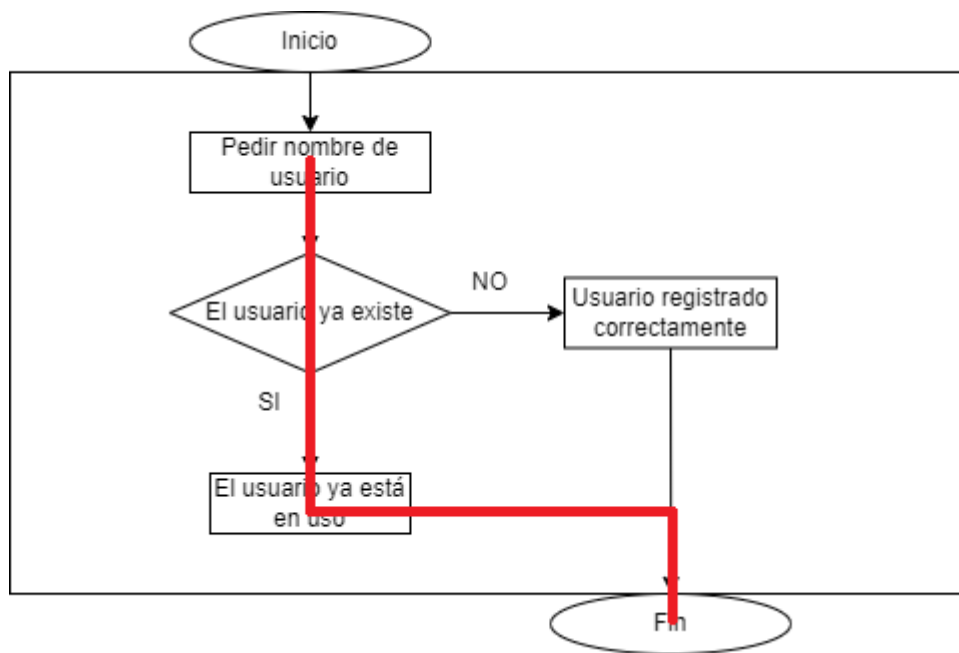 Inicio
Pedir nombre de
usuario
El usuario ya existe
NO
Usuario registrado
correctamente
SI
El usuario ya está
en uso
Fin